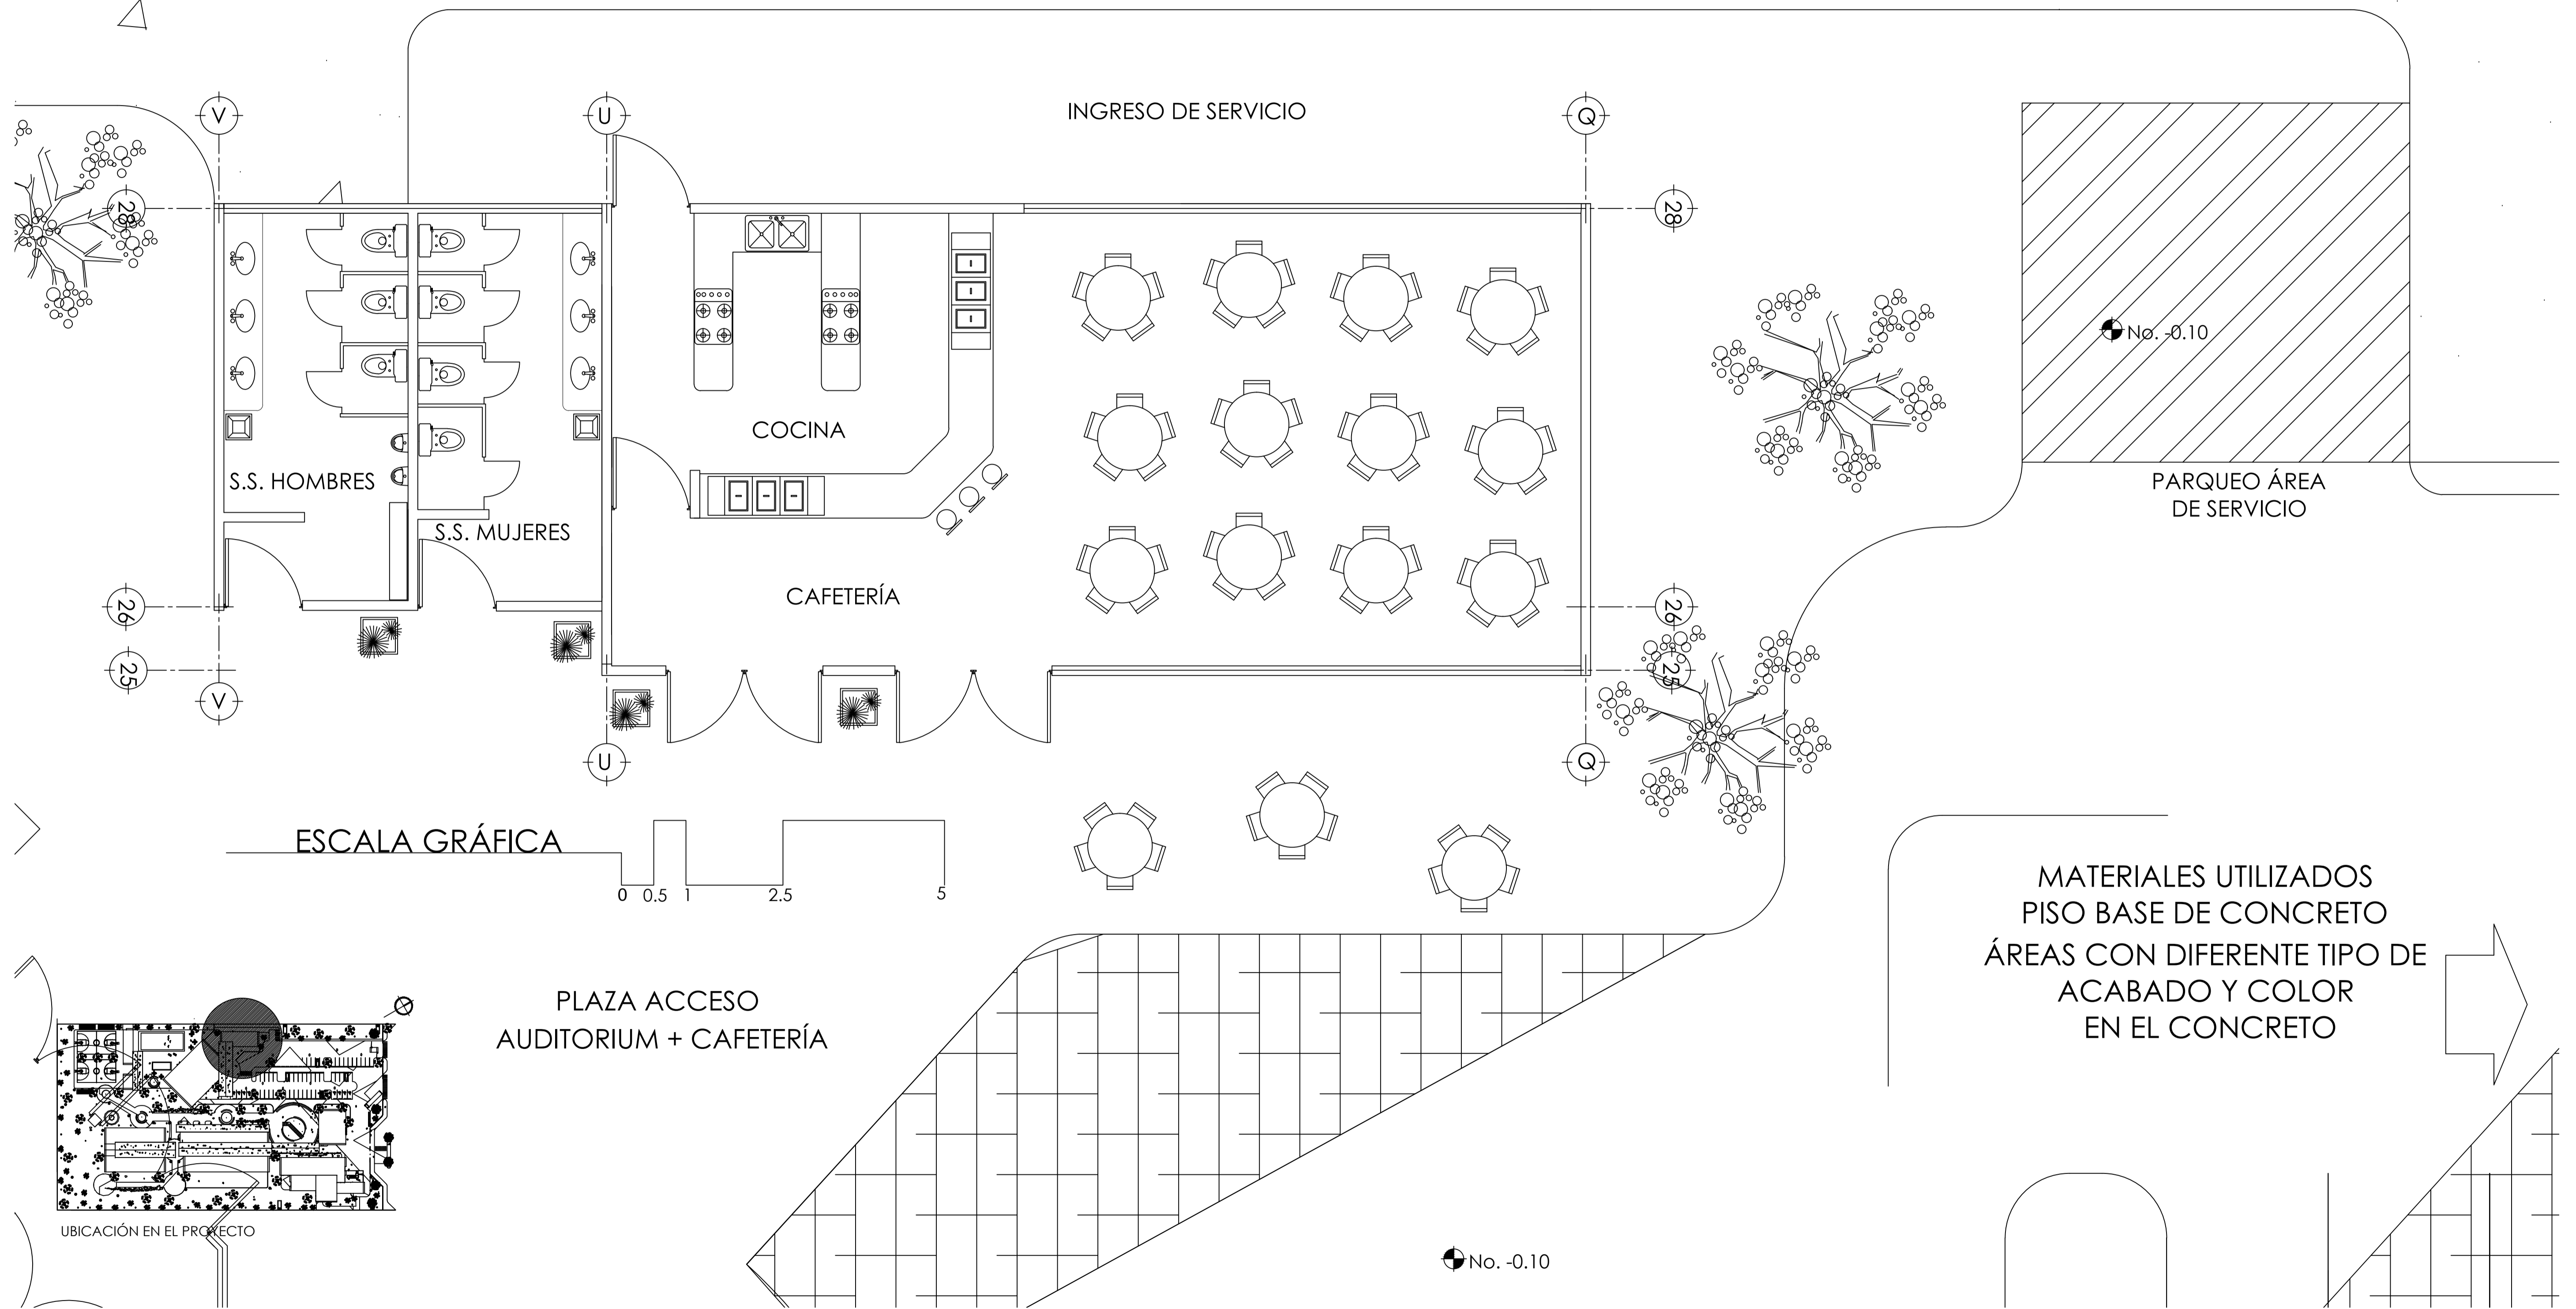 V
U
INGRESO DE SERVICIO
Q
28
28
No. -0.10
COCINA
S.S. HOMBRES
PARQUEO ÁREA
DE SERVICIO
S.S. MUJERES
CAFETERÍA
26
26
25
25
V
U
Q
ESCALA GRÁFICA
0 0.5 1 2.5 5
MATERIALES UTILIZADOS
PISO BASE DE CONCRETO
ÁREAS CON DIFERENTE TIPO DE
ACABADO Y COLOR
EN EL CONCRETO
PLAZA ACCESO
AUDITORIUM + CAFETERÍA
UBICACIÓN EN EL PROYECTO
No. -0.10